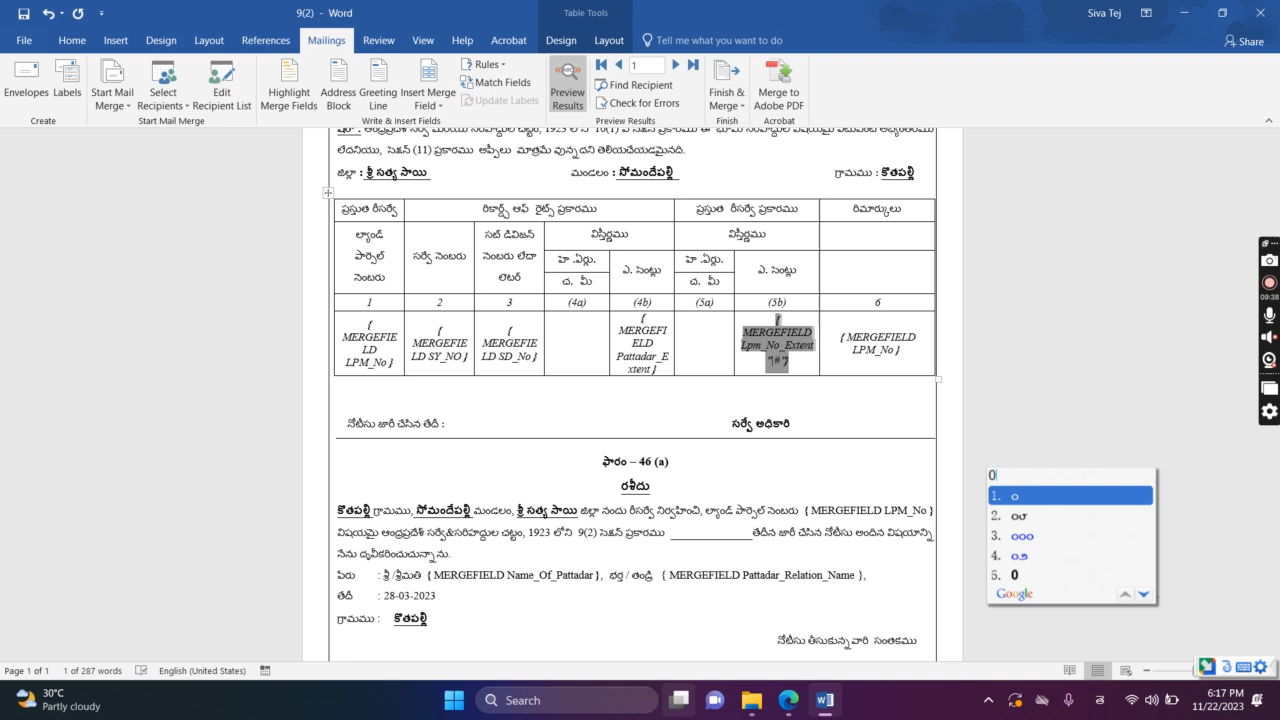 9(2) - Word
Table Tools
Siva Tej
File Home Insert Design Layout References Mailings Review View Help Acrobat Design Layout Tell me what you want to do Share
Envelopes Labels
Start Mail Merge Select Recipients Edit Recipient List
Highlight Merge Fields Address Block Greeting Line Insert Merge Field
Rules
Match Fields
Update Labels
Preview Results
1
Find Recipient
Check for Errors
Finish & Merge
Merge to Adobe PDF
Create Start Mail Merge Write & Insert Fields Preview Results Finish Acrobat
లేదనియు, సెక్షన్ (11) ప్రకారము అప్పీలు మాత్రమే వున్నదని తెలియచేయడమైనది.
జిల్లా : శ్రీ సత్య సాయి మండలం : సోమందేపల్లి గ్రామము : కొతపల్లి
ప్రస్తుత రీసర్వే రికార్డ్స్ ఆఫ్ రైట్స్ ప్రకారము ప్రస్తుత రీసర్వే ప్రకారము రిమార్కులు
ల్యాండ్ పార్సెల్ నెంబరు సర్వే నెంబరు సబ్ డివిజన్ నెంబరు లేదా లెటర్ విస్తీర్ణము విస్తీర్ణము
హె .ఏర్లు. ఎ. సెంట్లు హె .ఏర్లు. ఎ. సెంట్లు
చ. మీ చ. మీ
1 2 3 (4a) (4b) (5a) (5b) 6
{ MERGEFIELD LPM_No } { MERGEFIELD SY_NO } { MERGEFIELD SD_No } { MERGEFIELD Pattadar_Extent } { MERGEFIELD Lpm_No_Extent "\#"} { MERGEFIELD LPM_No }
నోటీసు జారీ చేసిన తేదీ : సర్వే అధికారి
ఫారం – 46 (a)
రశీదు
కొతపల్లి గ్రామము, సోమందేపల్లి మండలం, శ్రీ సత్య సాయి జిల్లా నందు రీసర్వే నిర్వహించి, ల్యాండ్ పార్సెల్ నెంబరు { MERGEFIELD LPM_No }
విషయమై ఆంధ్రప్రదేశ్ సర్వే&సరిహద్దుల చట్టం, 1923 లోని 9(2) సెక్షన్ ప్రకారము _______________తేదీన జారీ చేసిన నోటీసు అందిన విషయాన్ని
నేను దృవీకరించుచున్నాను.
పేరు : శ్రీ /శ్రీమతి { MERGEFIELD Name_Of_Pattadar }, భర్త / తండ్రి { MERGEFIELD Pattadar_Relation_Name },
తేదీ : 28-03-2023
గ్రామము : కొతపల్లి
నోటీసు తీసుకున్న వారి సంతకము
0
1. ౦
2. ౦౮
3. ౦౦౦
4. ౦౨
5. 0
Google
09:38
Page 1 of 1 1 of 287 words English (United States)
30°C
Partly cloudy
Search
6:17 PM
11/22/2023